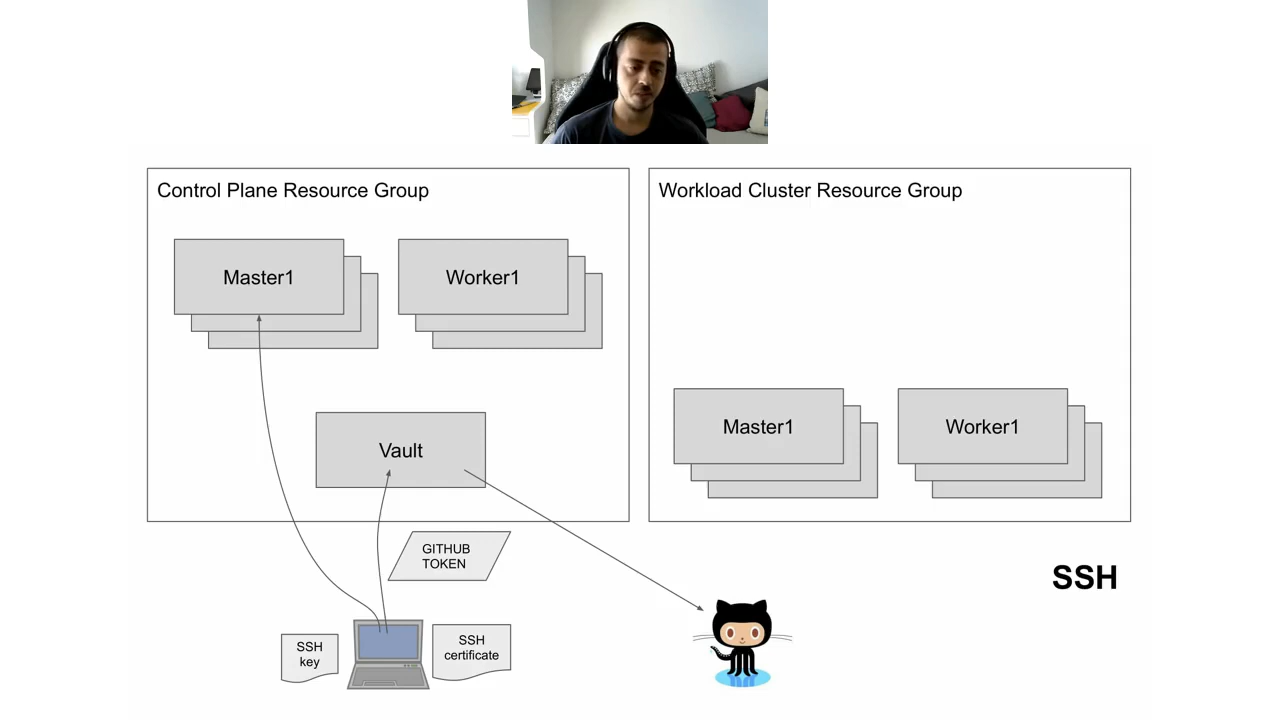 Control Plane Resource Group
Workload Cluster Resource Group
Master1
Worker1
Master1
Worker1
Vault
GITHUB
TOKEN
SSH
SSH
key
SSH
certificate